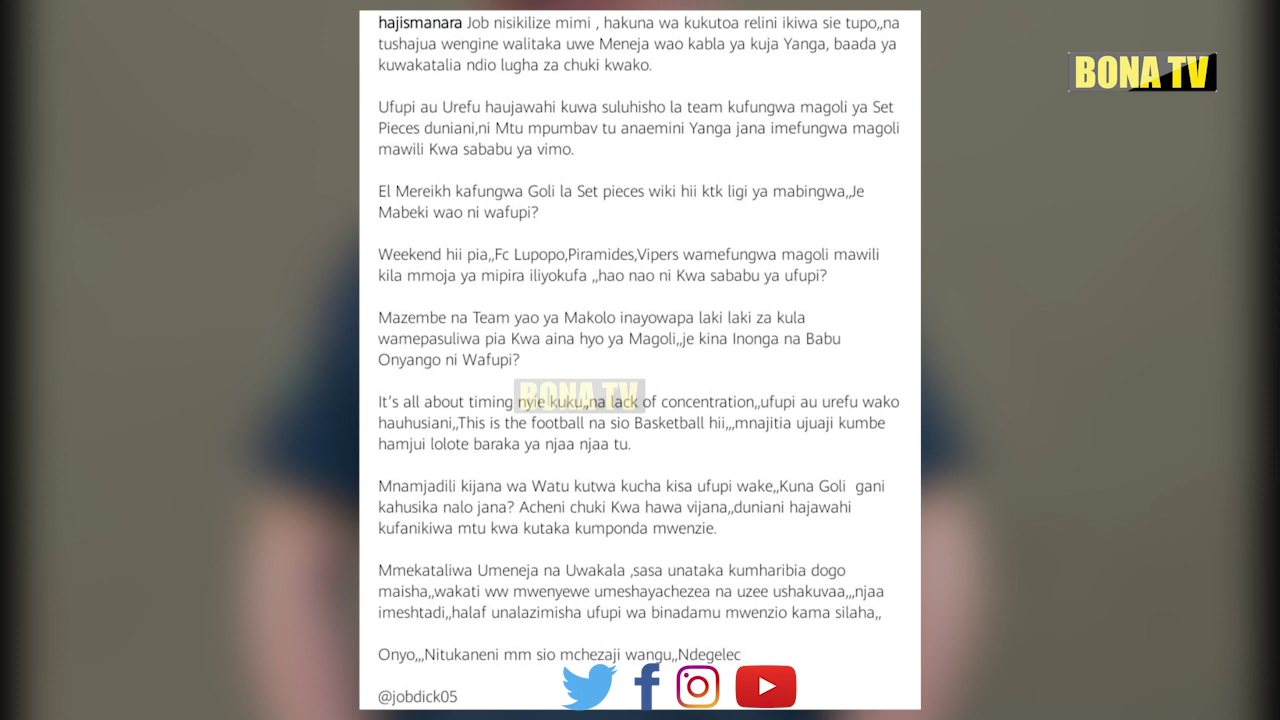 hajismanara Job nisikilize mimi , hakuna wa kukutoa relini ikiwa sie tupo,,na
tushajua wengine walitaka uwe Meneja wao kabla ya kuja Yanga, baada ya
kuwakatalia ndio lugha za chuki kwako.
BONA TV
Ufupi au Urefu haujawahi kuwa suluhisho la team kufungwa magoli ya Set
Pieces duniani,ni Mtu mpumbav tu anaemini Yanga jana imefungwa magoli
mawili Kwa sababu ya vimo.
El Mereikh kafungwa Goli la Set pieces wiki hii ktk ligi ya mabingwa,,Je
Mabeki wao ni wafupi?
Weekend hii pia,,Fc Lupopo,Piramides,Vipers wamefungwa magoli mawili
kila mmoja ya mipira iliyokufa ,,hao nao ni Kwa sababu ya ufupi?
Mazembe na Team yao ya Makolo inayowapa laki laki za kula
wamepasuliwa pia Kwa aina hyo ya Magoli,,je kina Inonga na Babu
Onyango ni Wafupi?
BONA TV
It's all about timing nyie kuku,,na lack of concentration,,ufupi au urefu wako
hauhusiani,,This is the football na sio Basketball hii,,,mnajitia ujuaji kumbe
hamjui lolote baraka ya njaa njaa tu.
Mnamjadili kijana wa Watu kutwa kucha kisa ufupi wake,,Kuna Goli gani
kahusika nalo jana? Acheni chuki Kwa hawa vijana,,duniani hajawahi
kufanikiwa mtu kwa kutaka kumponda mwenzie.
Mmekataliwa Umeneja na Uwakala ,sasa unataka kumharibia dogo
maisha,,wakati ww mwenyewe umeshayachezea na uzee ushakuvaa,,,njaa
imeshtadi,,halaf unalazimisha ufupi wa binadamu mwenzio kama silaha,,
Onyo,,,Nitukaneni mm sio mchezaji wangu,,Ndegelec
@jobdick05